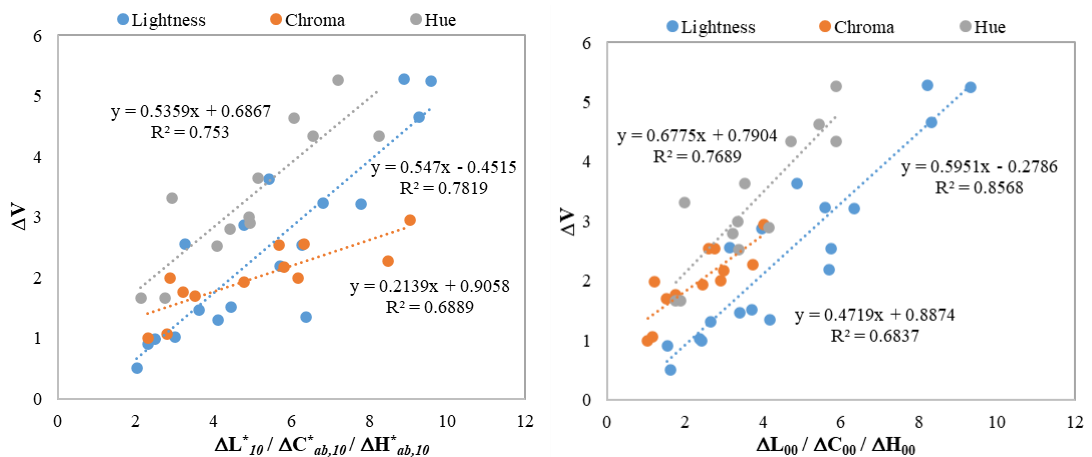 Lightness Chroma Hue
6
5
4
3
2
1
0
ΔV
y = 0.5359x + 0.6867
R² = 0.753
y = 0.547x - 0.4515
R² = 0.7819
y = 0.2139x + 0.9058
R² = 0.6889
0 2 4 6 8 10 12
ΔL*10 / ΔC*ab,10 / ΔH*ab,10
Lightness Chroma Hue
6
5
4
3
2
1
0
ΔV
y = 0.6775x + 0.7904
R² = 0.7689
y = 0.5951x - 0.2786
R² = 0.8568
y = 0.4719x + 0.8874
R² = 0.6837
0 2 4 6 8 10 12
ΔL00 / ΔC00 / ΔH00